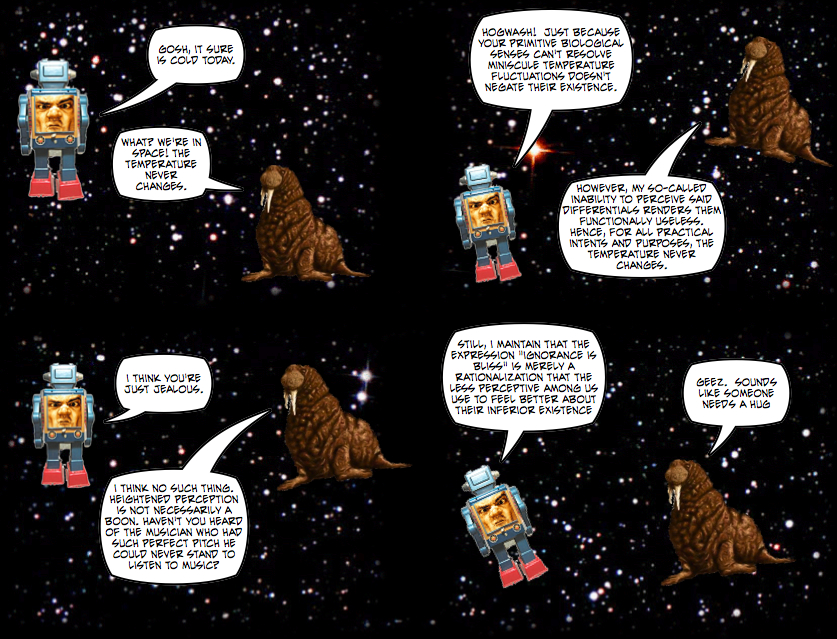 GOSH, IT SURE
IS COLD TODAY.
WHAT? WE'RE IN
SPACE! THE
TEMPERATURE
NEVER
CHANGES.
HOGWASH! JUST BECAUSE
YOUR PRIMITIVE BIOLOGICAL
SENSES CAN'T RESOLVE
MINISCULE TEMPERATURE
FLUCTUATIONS DOESN'T
NEGATE THEIR EXISTENCE.
HOWEVER, MY SO-CALLED
INABILITY TO PERCEIVE SAID
DIFFERENTIALS RENDERS THEM
FUNCTIONALLY USELESS.
HENCE, FOR ALL PRACTICAL
INTENTS AND PURPOSES, THE
TEMPERATURE NEVER
CHANGES.
I THINK YOU'RE
JUST JEALOUS.
I THINK NO SUCH THING.
HEIGHTENED PERCEPTION
IS NOT NECESSARILY A
BOON. HAVEN'T YOU HEARD
OF THE MUSICIAN WHO HAD
SUCH PERFECT PITCH HE
COULD NEVER STAND TO
LISTEN TO MUSIC?
STILL, I MAINTAIN THAT THE
EXPRESSION "IGNORANCE IS
BLISS" IS MERELY A
RATIONALIZATION THAT THE
LESS PERCEPTIVE AMONG US
USE TO FEEL BETTER ABOUT
THEIR INFERIOR EXISTENCE
GEEZ. SOUNDS
LIKE SOMEONE
NEEDS A HUG